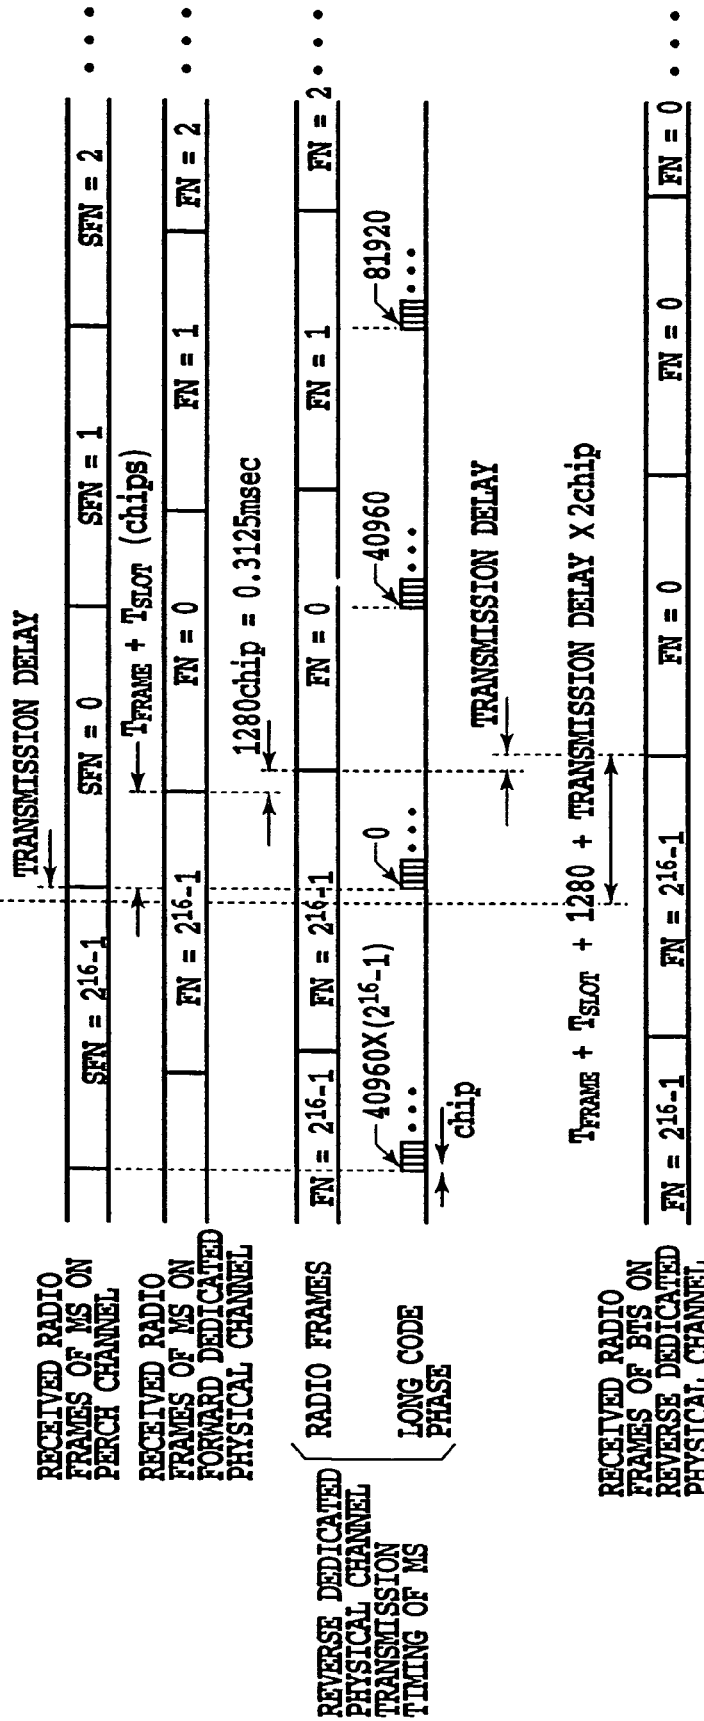 TRANSMISSION DELAY
RECEIVED RADIO
FRAMES OF MS ON
PERCH CHANNEL
SFN = 2¹⁶-1
SFN = 0
SFN = 1
SFN = 2
• • •
T_FRAME + T_SLOT (chips)
RECEIVED RADIO
FRAMES OF MS ON
FORWARD DEDICATED
PHYSICAL CHANNEL
FN = 2¹⁶-1
FN = 0
FN = 1
FN = 2
• • •
1280chip = 0.3125msec
REVERSE DEDICATED
PHYSICAL CHANNEL
TRANSMISSION
TIMING OF MS
RADIO FRAMES
FN = 2¹⁶-1
FN = 2¹⁶-1
FN = 0
FN = 1
FN = 2
• • •
LONG CODE
PHASE
40960X(2¹⁶-1)
0
40960
81920
• • •
• • •
• • •
• • •
chip
TRANSMISSION DELAY
T_FRAME + T_SLOT + 1280 + TRANSMISSION DELAY X 2chip
RECEIVED RADIO
FRAMES OF BTS ON
REVERSE DEDICATED
PHYSICAL CHANNEL
FN = 2¹⁶-1
FN = 2¹⁶-1
FN = 0
FN = 0
FN = 0
• • •